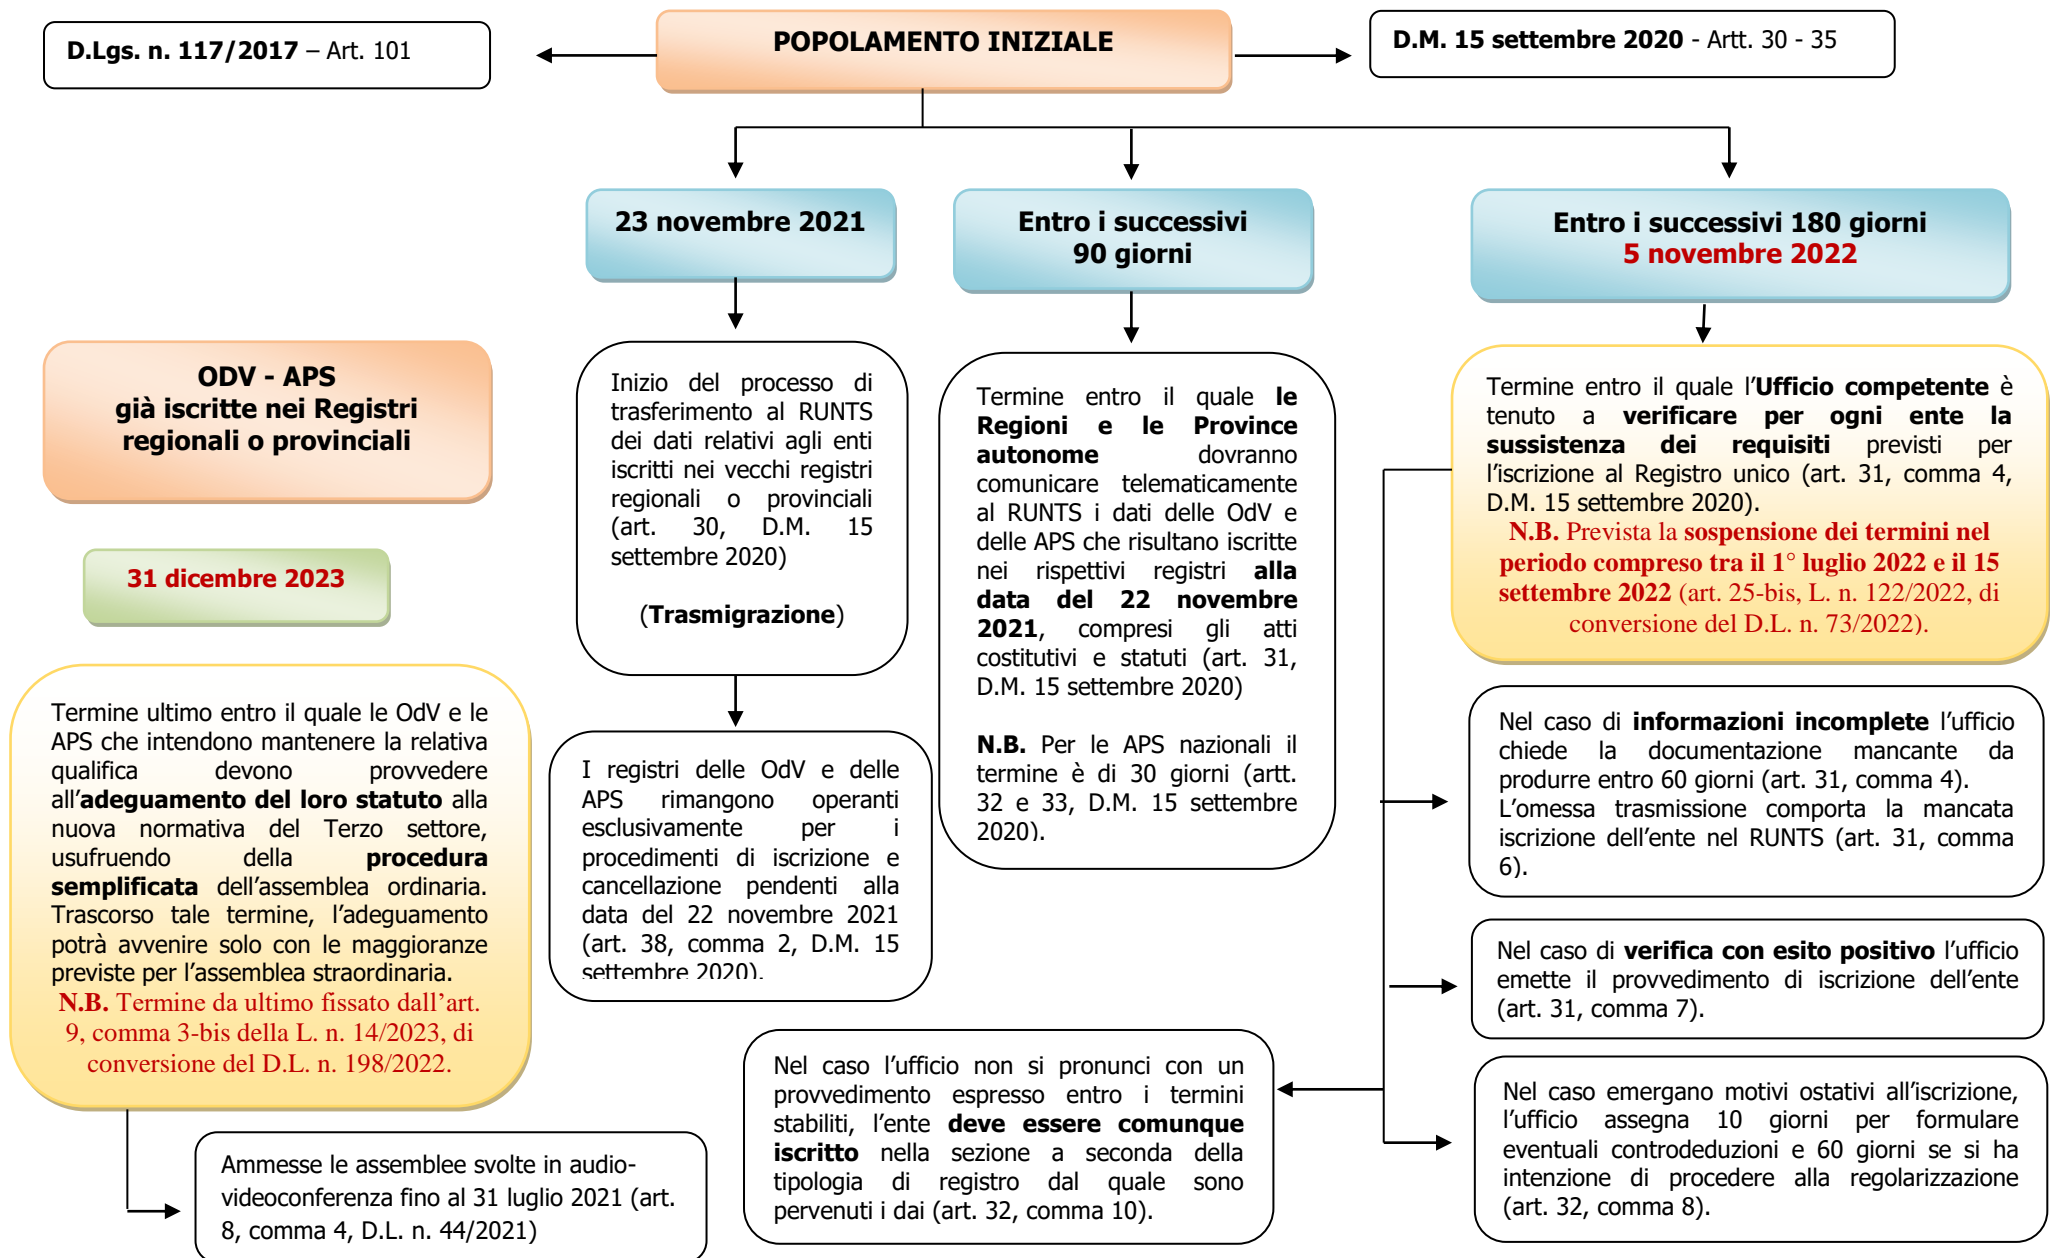 D.Lgs. n. 117/2017 – Art. 101
POPOLAMENTO INIZIALE
D.M. 15 settembre 2020 - Artt. 30 - 35
23 novembre 2021
Entro i successivi
90 giorni
Entro i successivi 180 giorni
5 novembre 2022
ODV - APS
già iscritte nei Registri
regionali o provinciali
31 dicembre 2023
Termine ultimo entro il quale le OdV e le
APS che intendono mantenere la relativa
qualifica devono provvedere
all’adeguamento del loro statuto alla
nuova normativa del Terzo settore,
usufruendo della procedura
semplificata dell’assemblea ordinaria.
Trascorso tale termine, l’adeguamento
potrà avvenire solo con le maggioranze
previste per l’assemblea straordinaria.
N.B. Termine da ultimo fissato dall’art.
9, comma 3-bis della L. n. 14/2023, di
conversione del D.L. n. 198/2022.
Ammesse le assemblee svolte in audio-
videoconferenza fino al 31 luglio 2021 (art.
8, comma 4, D.L. n. 44/2021)
Inizio del processo di
trasferimento al RUNTS
dei dati relativi agli enti
iscritti nei vecchi registri
regionali o provinciali
(art. 30, D.M. 15
settembre 2020)
(Trasmigrazione)
I registri delle OdV e delle
APS rimangono operanti
esclusivamente per i
procedimenti di iscrizione e
cancellazione pendenti alla
data del 22 novembre 2021
(art. 38, comma 2, D.M. 15
settembre 2020).
Termine entro il quale le
Regioni e le Province
autonome dovranno
comunicare telematicamente
al RUNTS i dati delle OdV e
delle APS che risultano iscritte
nei rispettivi registri alla
data del 22 novembre
2021, compresi gli atti
costitutivi e statuti (art. 31,
D.M. 15 settembre 2020)
N.B. Per le APS nazionali il
termine è di 30 giorni (artt.
32 e 33, D.M. 15 settembre
2020).
Termine entro il quale l’Ufficio competente è
tenuto a verificare per ogni ente la
sussistenza dei requisiti previsti per
l’iscrizione al Registro unico (art. 31, comma 4,
D.M. 15 settembre 2020).
N.B. Prevista la sospensione dei termini nel
periodo compreso tra il 1° luglio 2022 e il 15
settembre 2022 (art. 25-bis, L. n. 122/2022, di
conversione del D.L. n. 73/2022).
Nel caso di informazioni incomplete l’ufficio
chiede la documentazione mancante da
produrre entro 60 giorni (art. 31, comma 4).
L’omessa trasmissione comporta la mancata
iscrizione dell’ente nel RUNTS (art. 31, comma
6).
Nel caso di verifica con esito positivo l’ufficio
emette il provvedimento di iscrizione dell’ente
(art. 31, comma 7).
Nel caso emergano motivi ostativi all’iscrizione,
l’ufficio assegna 10 giorni per formulare
eventuali controdeduzioni e 60 giorni se si ha
intenzione di procedere alla regolarizzazione
(art. 32, comma 8).
Nel caso l’ufficio non si pronunci con un
provvedimento espresso entro i termini
stabiliti, l’ente deve essere comunque
iscritto nella sezione a seconda della
tipologia di registro dal quale sono
pervenuti i dai (art. 32, comma 10).